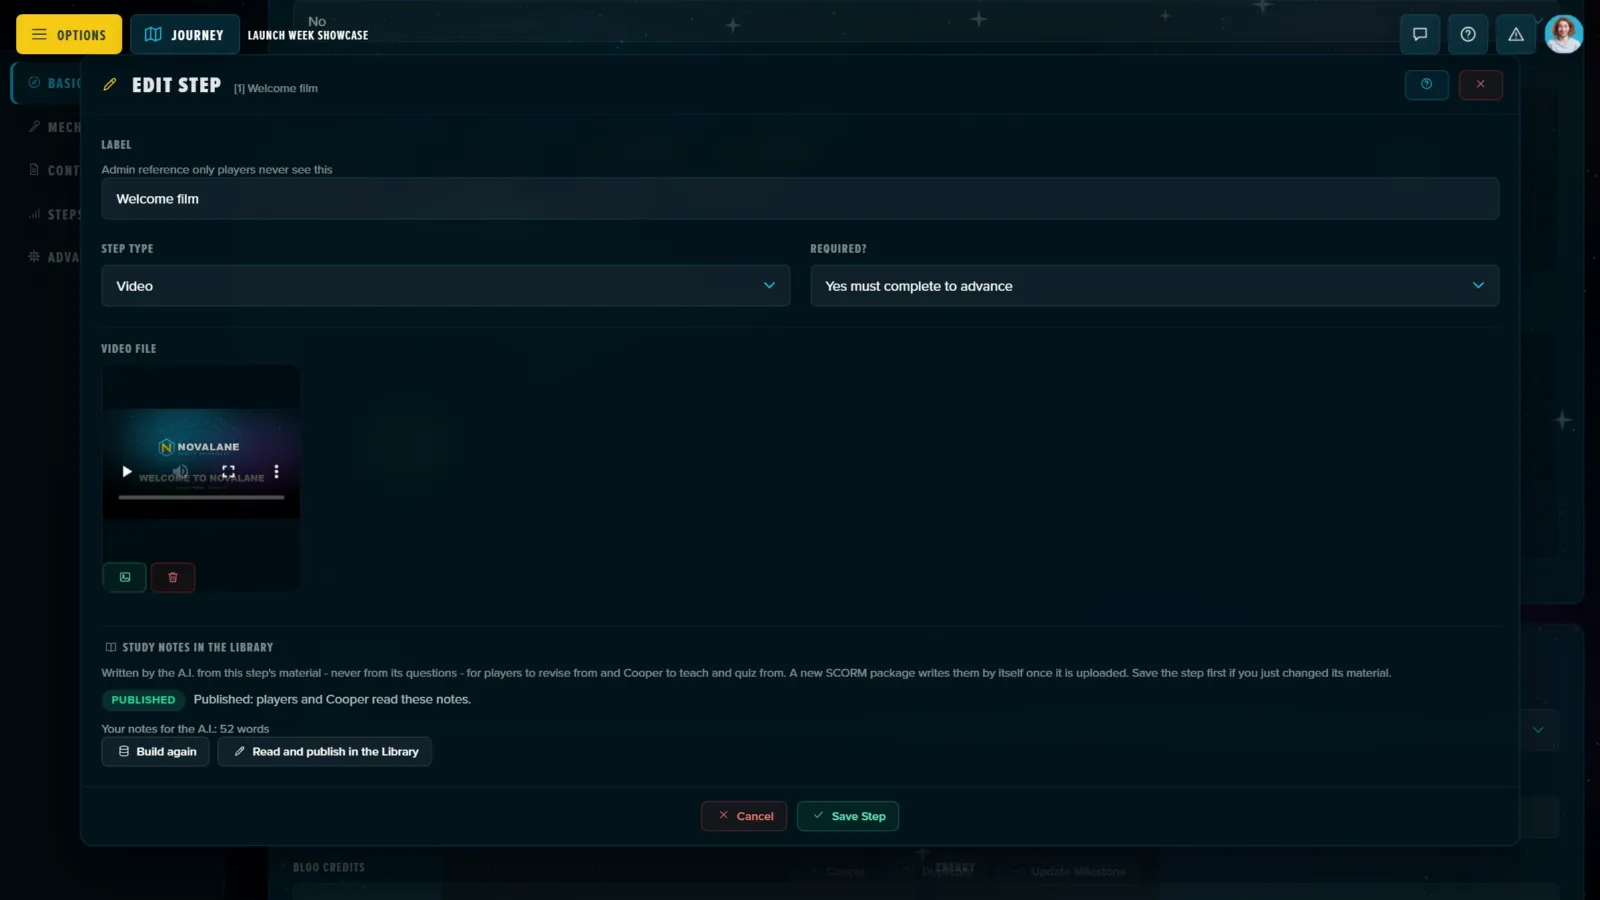 No
OPTIONS
JOURNEY
LAUNCH WEEK SHOWCASE
BASIC
MECH
CONT
STEPS
ADVA
EDIT STEP
[1] Welcome film
LABEL
Admin reference only players never see this
Welcome film
STEP TYPE
REQUIRED?
Video
Yes must complete to advance
VIDEO FILE
NOVALANE
WELCOME TO NOVALANE
STUDY NOTES IN THE LIBRARY
Written by the A.I. from this step's material - never from its questions - for players to revise from and Cooper to teach and quiz from. A new SCORM package writes them by itself once it is uploaded. Save the step first if you just changed its material.
PUBLISHED
Published: players and Cooper read these notes.
Your notes for the A.I.: 52 words
Build again
Read and publish in the Library
Cancel
Save Step
BLOO CREDITS
ENERGY
Cancel
Update Milestone